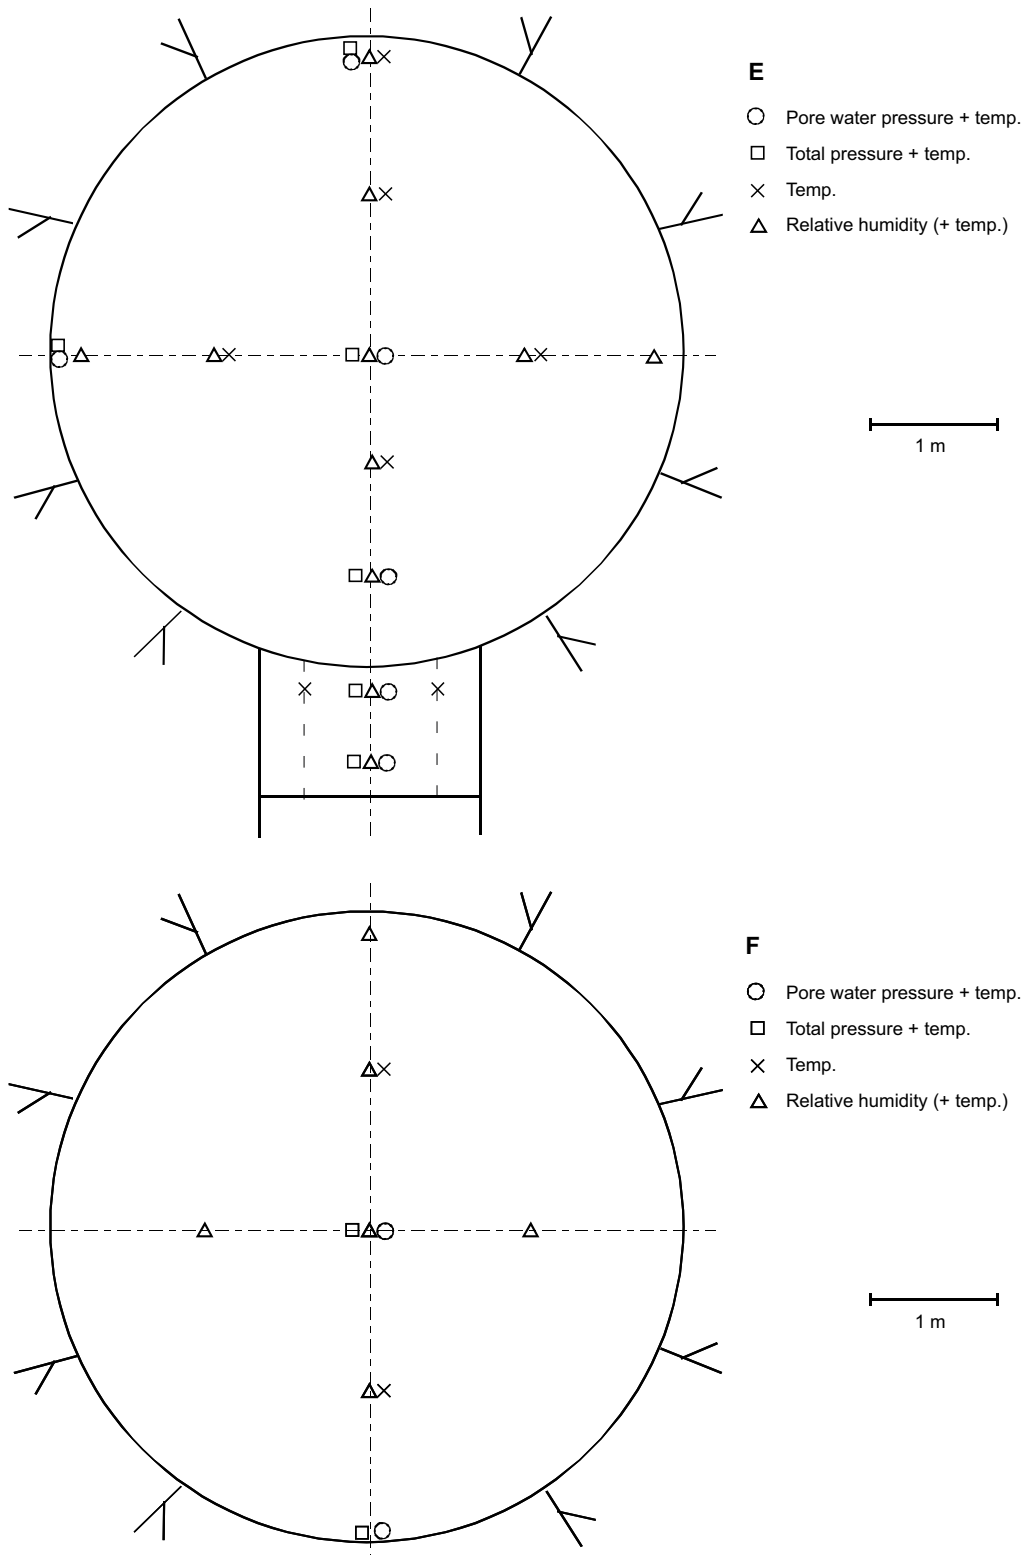 E
Pore water pressure + temp.
Total pressure + temp.
Temp.
Relative humidity (+ temp.)
1 m
F
Pore water pressure + temp.
Total pressure + temp.
Temp.
Relative humidity (+ temp.)
1 m